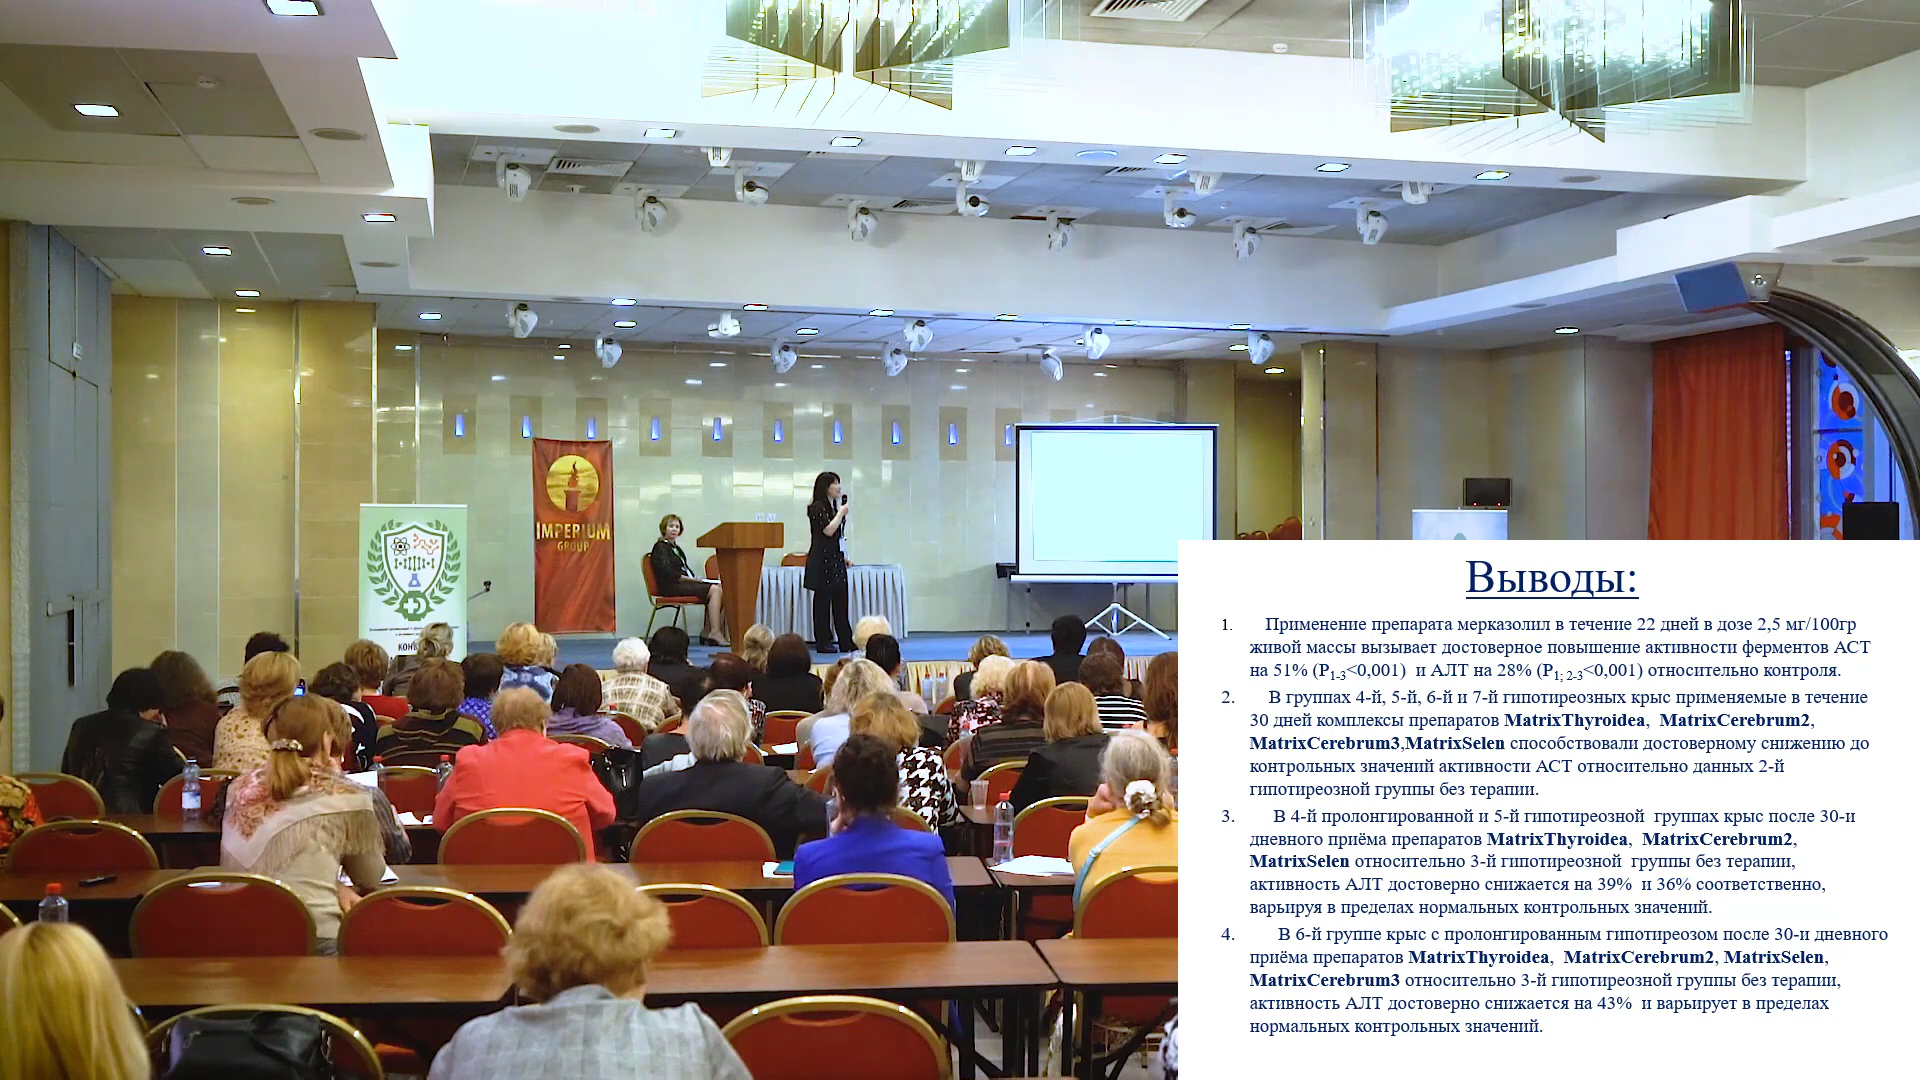 IMPERIUM
GROUP
Выводы:
1. Применение препарата мерказолил в течение 22 дней в дозе 2,5 мг/100гр
живой массы вызывает достоверное повышение активности ферментов АСТ
на 51% (P1-3<0,001) и АЛТ на 28% (P1; 2-3<0,001) относительно контроля.
2. В группах 4-й, 5-й, 6-й и 7-й гипотиреозных крыс применяемые в течение
30 дней комплексы препаратов MatrixThyroidea, MatrixCerebrum2,
MatrixCerebrum3,MatrixSelen способствовали достоверному снижению до
контрольных значений активности АСТ относительно данных 2-й
гипотиреозной группы без терапии.
3. В 4-й пролонгированной и 5-й гипотиреозной группах крыс после 30-и
дневного приёма препаратов MatrixThyroidea, MatrixCerebrum2,
MatrixSelen относительно 3-й гипотиреозной группы без терапии,
активность АЛТ достоверно снижается на 39% и 36% соответственно,
варьируя в пределах нормальных контрольных значений.
4. В 6-й группе крыс с пролонгированным гипотиреозом после 30-и дневного
приёма препаратов MatrixThyroidea, MatrixCerebrum2, MatrixSelen,
MatrixCerebrum3 относительно 3-й гипотиреозной группы без терапии,
активность АЛТ достоверно снижается на 43% и варьирует в пределах
нормальных контрольных значений.